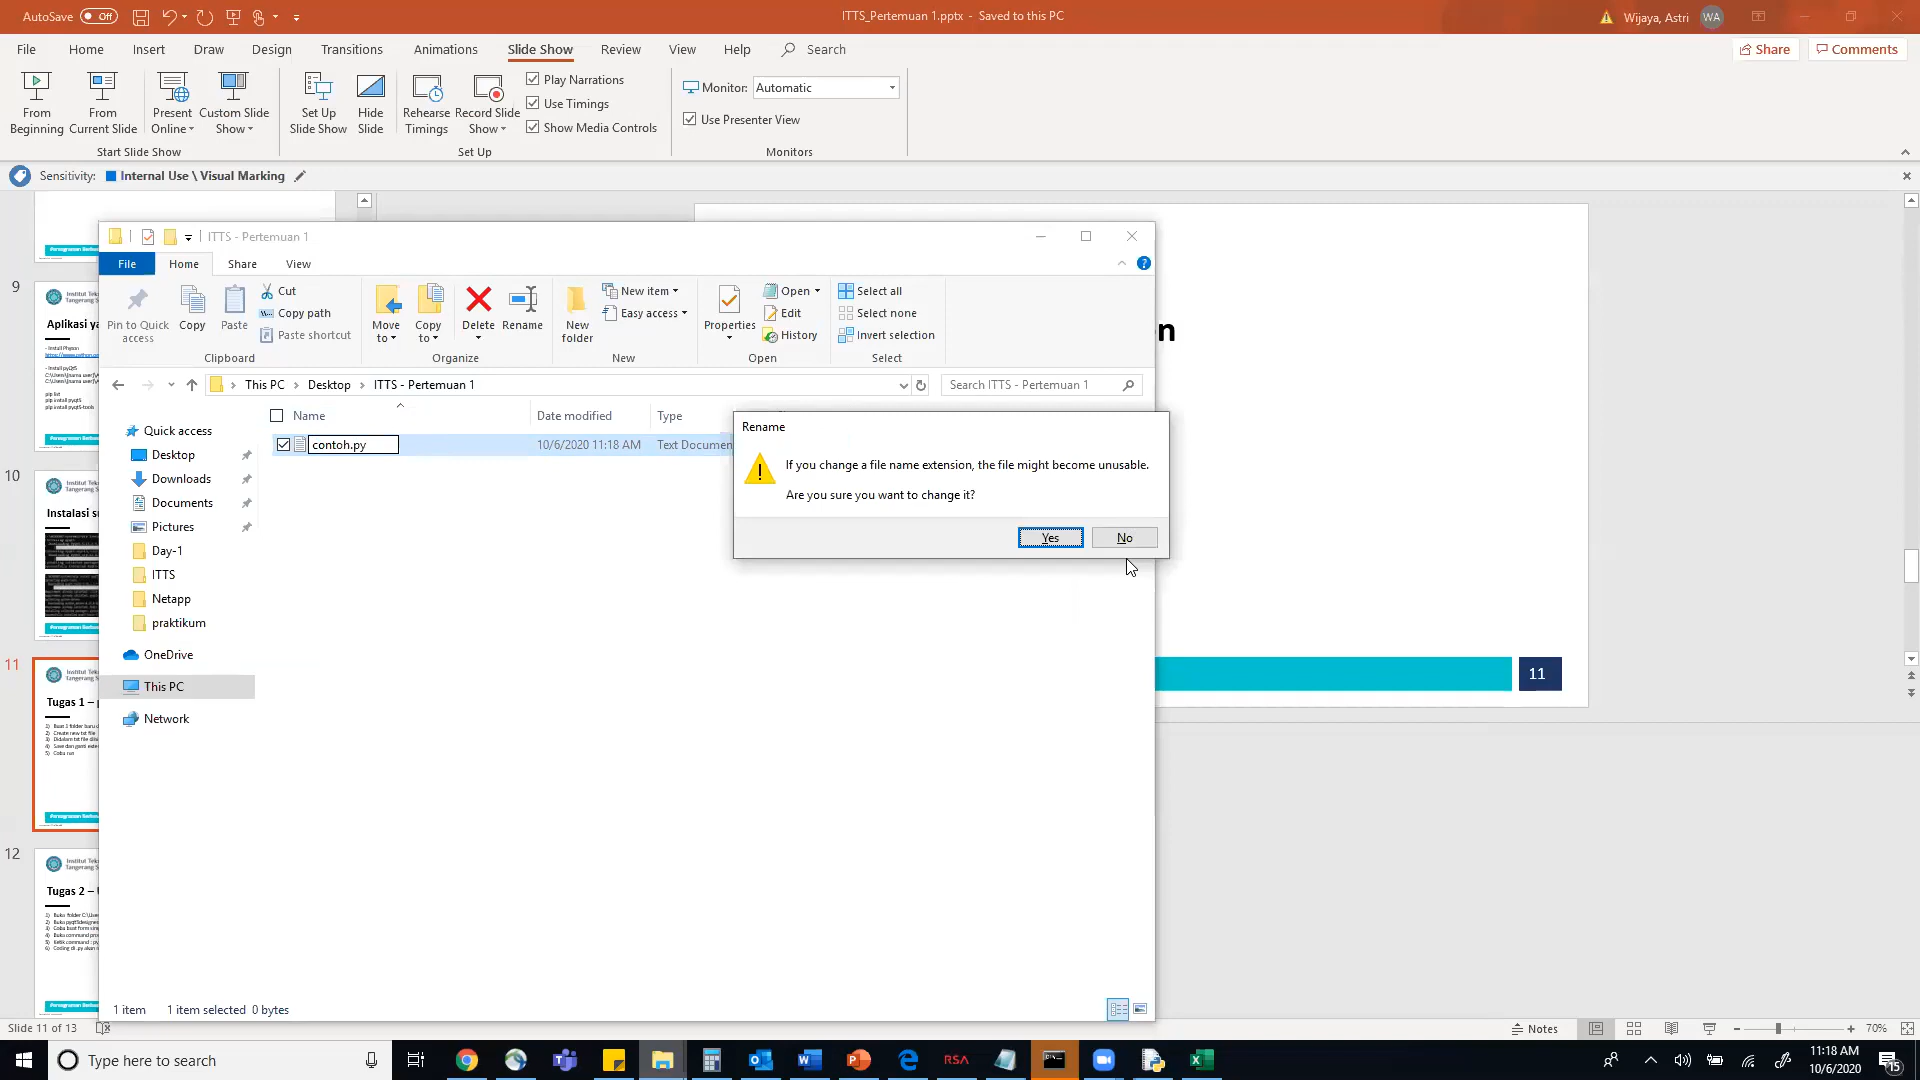 AutoSave Off
ITTS_Pertemuan 1.pptx - Saved to this PC
Wijaya, Astri WA
File Home Insert Draw Design Transitions Animations Slide Show Review View Help Search
Share Comments
From Beginning
From Current Slide
Present Online
Custom Slide Show
Set Up Slide Show
Hide Slide
Rehearse Timings
Record Slide Show
Play Narrations
Use Timings
Show Media Controls
Monitor: Automatic
Use Presenter View
Start Slide Show
Set Up
Monitors
Sensitivity: Internal Use \ Visual Marking
ITTS - Pertemuan 1
File Home Share View
Pin to Quick access
Copy
Paste
Cut
Copy path
Paste shortcut
Move to
Copy to
Delete
Rename
New folder
New item
Easy access
Properties
Open
Edit
History
Select all
Select none
Invert selection
Clipboard
Organize
New
Open
Select
This PC > Desktop > ITTS - Pertemuan 1
Search ITTS - Pertemuan 1
Name Date modified Type
contoh.py 10/6/2020 11:18 AM Text Documen
Quick access
Desktop
Downloads
Documents
Pictures
Day-1
ITTS
Netapp
praktikum
OneDrive
This PC
Network
Rename
If you change a file name extension, the file might become unusable.
Are you sure you want to change it?
Yes No
n
11
9
Aplikasi ya
10
Instalasi s
11
Tugas 1 –
12
Tugas 2 –
1 item 1 item selected 0 bytes
Slide 11 of 13
Notes
70%
Type here to search
RSA
11:18 AM
10/6/2020
15